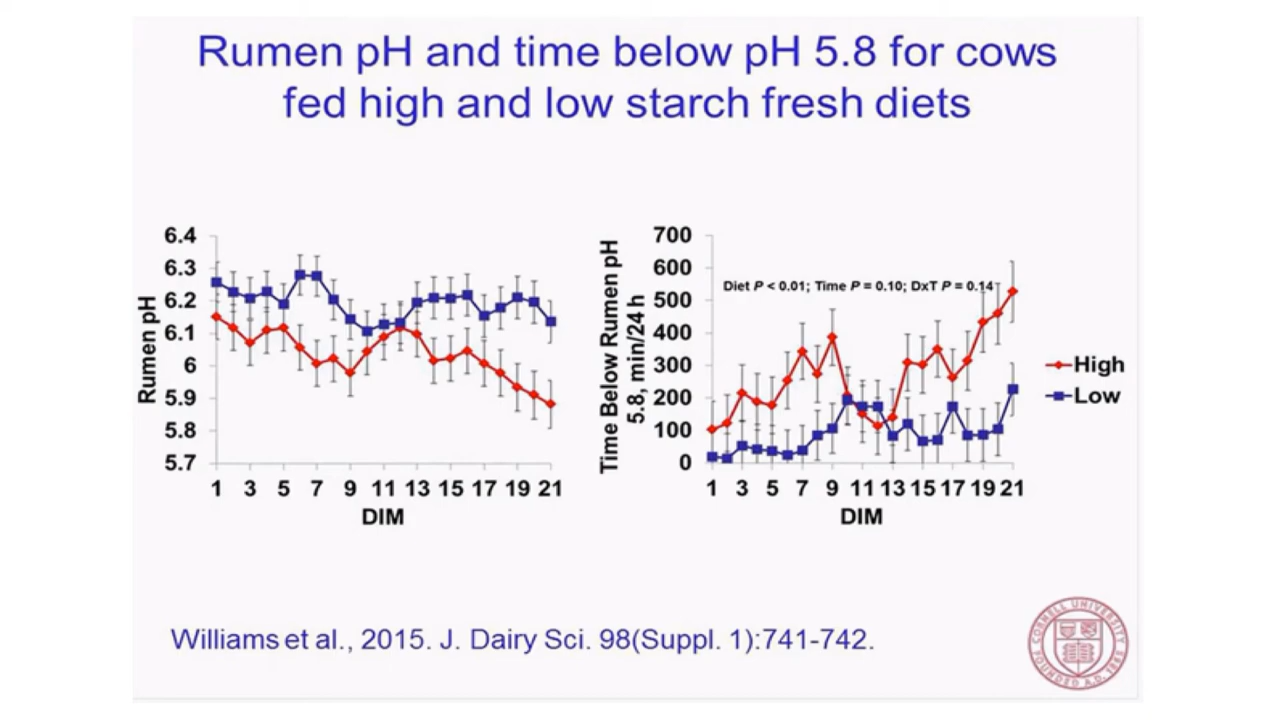 Rumen pH and time below pH 5.8 for cows
fed high and low starch fresh diets
Rumen pH
6.4
6.3
6.2
6.1
6
5.9
5.8
5.7
1 3 5 7 9 11 13 15 17 19 21
DIM
Time Below Rumen pH
5.8, min/24 h
700
600
500
400
300
200
100
0
Diet P < 0.01; Time P = 0.10; DxT P = 0.14
1 3 5 7 9 11 13 15 17 19 21
DIM
High
Low
Williams et al., 2015. J. Dairy Sci. 98(Suppl. 1):741-742.
CORNELL UNIVERSITY
FOUNDED A.D. 1865